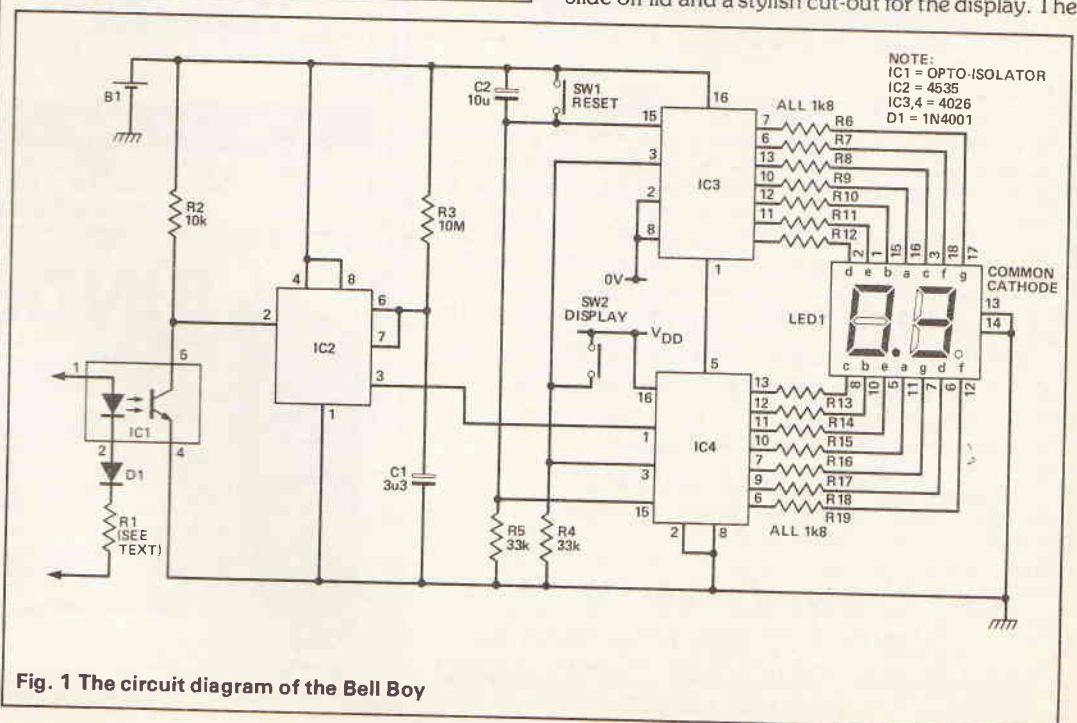 slide off lid and a stylish cut-out for the display. The
NOTE:
IC1 = OPTO-ISOLATOR
IC2 = 4535
IC3,4 = 4026
D1 = 1N4001
B1
R2
10k
C2
10u
SW1
RESET
R3
10M
16
15
3
2
8
IC3
1
7
6
13
10
12
11
ALL 1k8
R6
R7
R8
R9
R10
R11
R12
0V
SW2
DISPLAY
VDD
2
1
15
16
3
18
17
d
e
b
a
c
f
g
LED1
COMMON
CATHODE
13
14
c
b
e
a
g
d
f
8
10
5
11
7
6
12
4
8
2
6
7
3
1
IC2
5
1
IC1
2
4
D1
R1
(SEE
TEXT)
C1
3u3
5
16
1
3
15
2
8
IC4
13
12
11
10
7
9
6
R13
R14
R15
R16
R17
R18
R19
ALL 1k8
R5
33k
R4
33k
Fig. 1 The circuit diagram of the Bell Boy